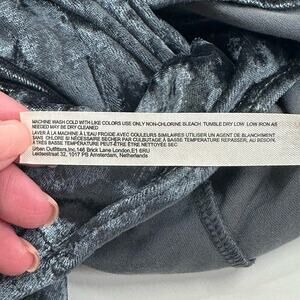 MACHINE WASH COLD WITH LIKE COLORS USE ONLY NON-CHLORINE BLEACH TUMBLE DRY LOW LOW IRON AS
NEEDED MAY BE DRY CLEANED
LAVER A LA MACHINE A L'EAU FROIDE AVEC COULEURS SIMILAIRES UTILISER UN AGENT DE BLANCHIMENT
SANS CHLORE SI NECESSAIRE SECHER PAR CULBUTAGE A BASSE TEMPERATURE REPASSER, AU BESOIN,
A TRES BASSE TEMPERATURE PEUT-ETRE ETRE NETTOYEE SEC
Urban Outfitters,Inc.146 Brick Lane London,E1 6RU
Leidsestraat 32, 1017 PB Amsterdam, Netherlands